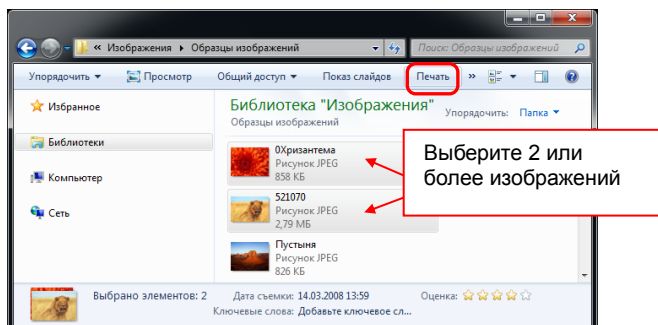 « Изображения ▸ Образцы изображений
Поиск: Образцы изображений
Упорядочить ▼ Просмотр Общий доступ ▼ Показ слайдов Печать »
Избранное
Библиотеки
Компьютер
Сеть
Библиотека "Изображения"
Образцы изображений
Упорядочить: Папка ▼
0Хризантема
Рисунок JPEG
858 КБ
521070
Рисунок JPEG
2,79 МБ
Пустыня
Рисунок JPEG
826 КБ
Выберите 2 или
более изображений
Выбрано элементов: 2 Дата съемки: 14.03.2008 13:59 Оценка:
Ключевые слова: Добавьте ключевое сл...